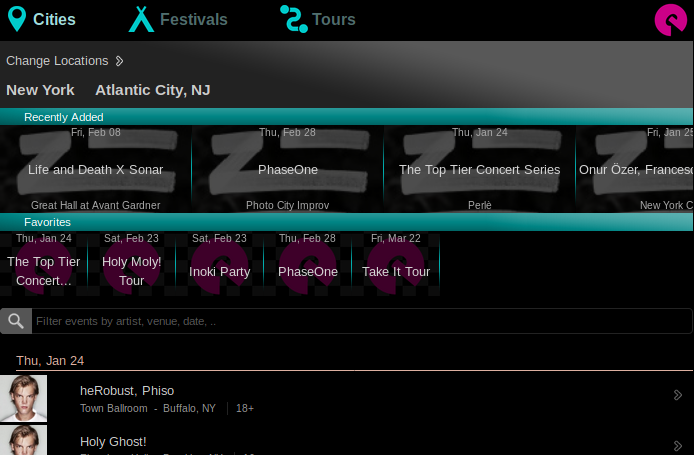 Cities Festivals Tours
Change Locations
New York Atlantic City, NJ
Recently Added
Fri, Feb 08 Thu, Feb 28 Thu, Jan 24 Fri, Jan 25
Life and Death X Sonar PhaseOne The Top Tier Concert Series Onur Özer, Francesc
Great Hall at Avant Gardner Photo City Improv Perlè New York C
Favorites
Thu, Jan 24 Sat, Feb 23 Sat, Feb 23 Thu, Feb 28 Fri, Mar 22
The Top Tier Concert… Holy Moly! Tour Inoki Party PhaseOne Take It Tour
Filter events by artist, venue, date, ..
Thu, Jan 24
heRobust, Phiso
Town Ballroom - Buffalo, NY 18+
Holy Ghost!